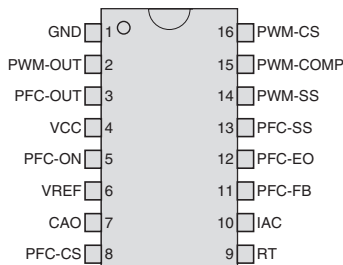 GND 1 16 PWM-CS
PWM-OUT 2 15 PWM-COMP
PFC-OUT 3 14 PWM-SS
VCC 4 13 PFC-SS
PFC-ON 5 12 PFC-EO
VREF 6 11 PFC-FB
CAO 7 10 IAC
PFC-CS 8 9 RT